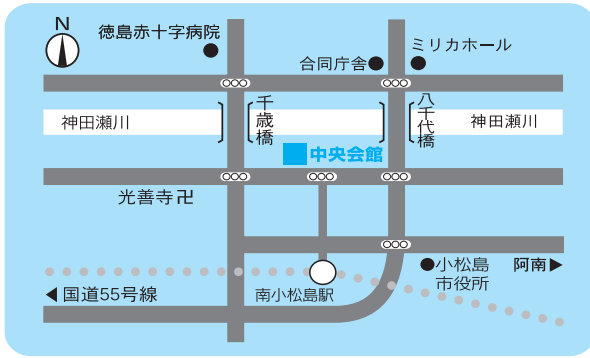 N
徳島赤十字病院
ミリカホール
合同庁舎
神田瀬川
千歳橋
八千代橋
神田瀬川
中央会館
光善寺卍
小松島
市役所
阿南▶
◀国道55号線
南小松島駅